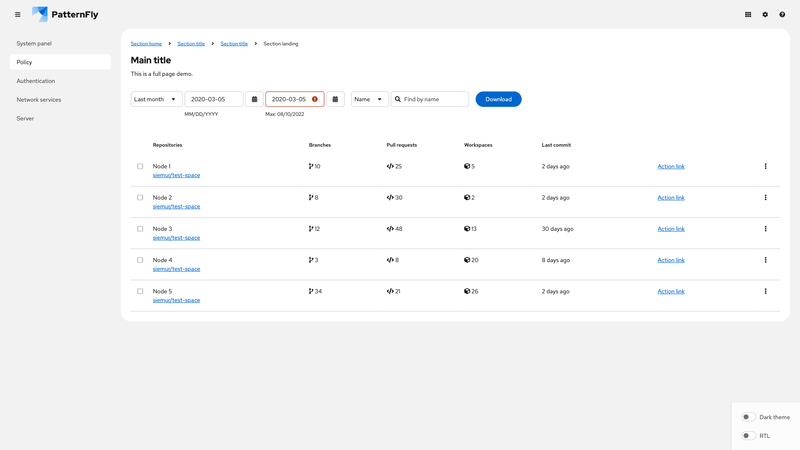 PatternFly
System panel
Policy
Authentication
Network services
Server
Section home Section title Section title Section landing
Main title
This is a full page demo.
Last month 2020-03-05 2020-03-05 Name Find by name Download
MM/DD/YYYY Max: 08/10/2022
Repositories Branches Pull requests Workspaces Last commit
Node 1 10 25 5 2 days ago Action link
siemur/test-space
Node 2 8 30 2 2 days ago Action link
siemur/test-space
Node 3 12 48 13 30 days ago Action link
siemur/test-space
Node 4 3 8 20 8 days ago Action link
siemur/test-space
Node 5 34 21 26 2 days ago Action link
siemur/test-space
Dark theme
RTL